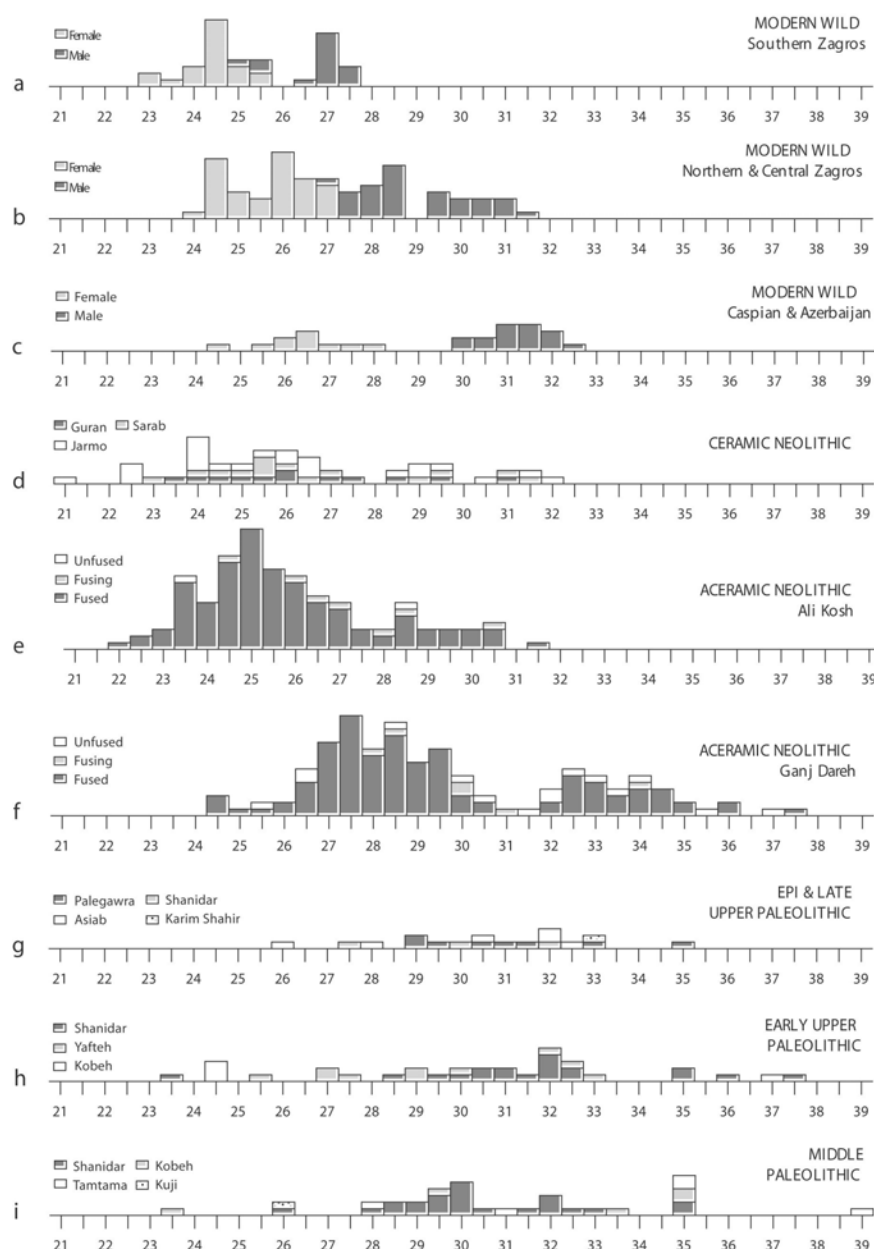 Female
Male
MODERN WILD
Southern Zagros
a
21 22 23 24 25 26 27 28 29 30 31 32 33 34 35 36 37 38 39
Female
Male
MODERN WILD
Northern & Central Zagros
b
21 22 23 24 25 26 27 28 29 30 31 32 33 34 35 36 37 38 39
Female
Male
MODERN WILD
Caspian & Azerbaijan
c
21 22 23 24 25 26 27 28 29 30 31 32 33 34 35 36 37 38 39
Guran Sarab
Jarmo
CERAMIC NEOLITHIC
d
21 22 23 24 25 26 27 28 29 30 31 32 33 34 35 36 37 38 39
Unfused
Fusing
Fused
ACERAMIC NEOLITHIC
Ali Kosh
e
21 22 23 24 25 26 27 28 29 30 31 32 33 34 35 36 37 38 39
Unfused
Fusing
Fused
ACERAMIC NEOLITHIC
Ganj Dareh
f
21 22 23 24 25 26 27 28 29 30 31 32 33 34 35 36 37 38 39
Palegawra Shanidar
Asiab Karim Shahir
EPI & LATE
UPPER PALEOLITHIC
g
21 22 23 24 25 26 27 28 29 30 31 32 33 34 35 36 37 38 39
Shanidar
Yafteh
Kobeh
EARLY UPPER
PALEOLITHIC
h
21 22 23 24 25 26 27 28 29 30 31 32 33 34 35 36 37 38 39
Shanidar Kobeh
Tamtama Kuji
MIDDLE
PALEOLITHIC
i
21 22 23 24 25 26 27 28 29 30 31 32 33 34 35 36 37 38 39